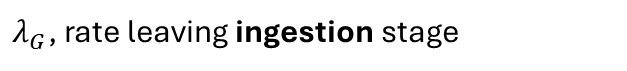 λ_G, rate leaving ingestion stage